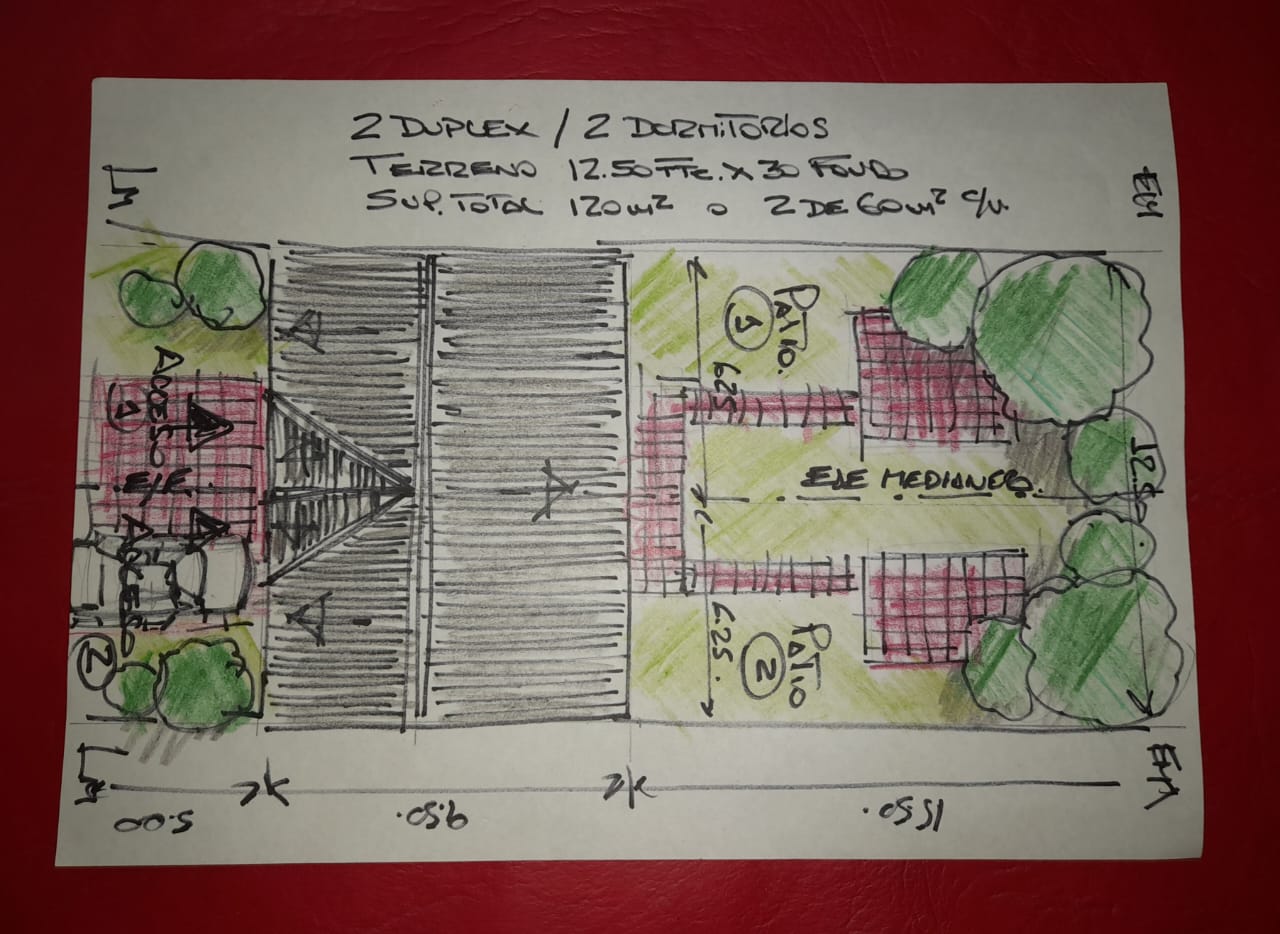 2 DUPLEX / 2 DORMITORIOS
TERRENO 12.50 FTE. x 30 FONDO
SUP. TOTAL 120 m² o 2 DE 60 m² c/u.
LM
EM
PATIO.
1
6.25
ACCESO
1
EJE
EJE MEDIANERO.
12.50
ACCESO
2
PATIO
2
6.25.
LM
EM
5.00
9.50.
15.50.